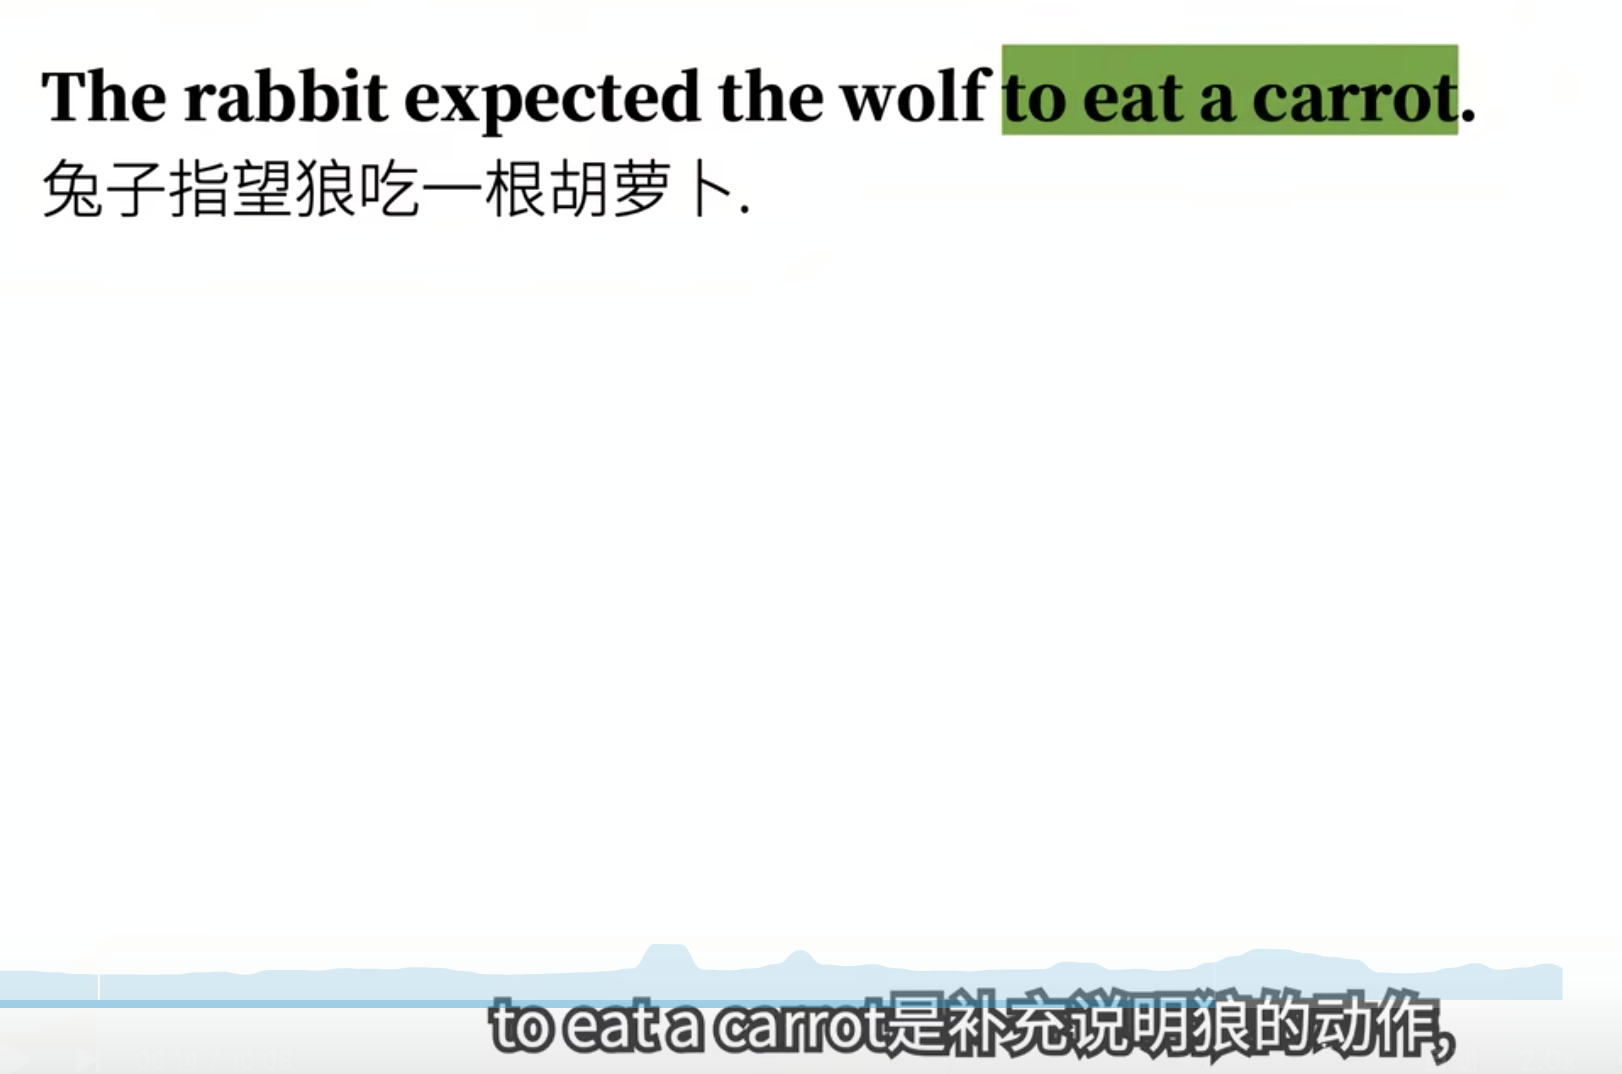 The rabbit expected the wolf to eat a carrot.
兔子指望狼吃一根胡萝卜.
to eat a carrot是补充说明狼的动作,